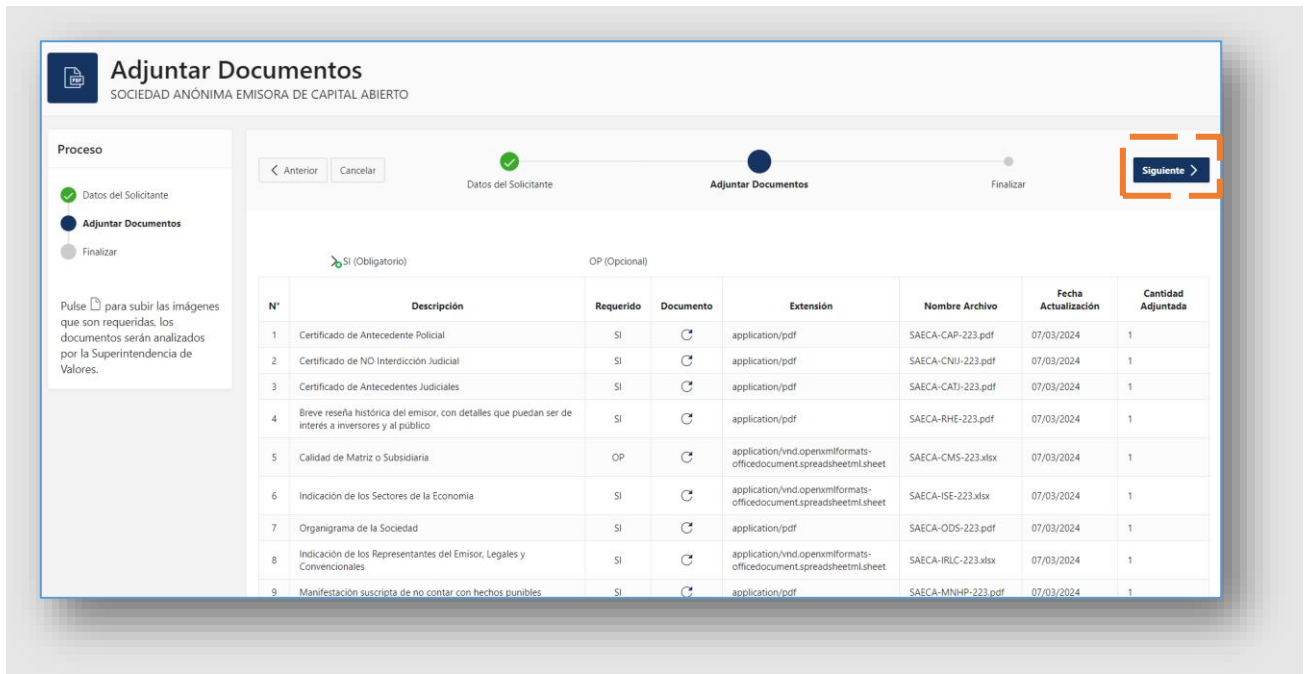 Adjuntar Documentos
SOCIEDAD ANÓNIMA EMISORA DE CAPITAL ABIERTO
Proceso
Datos del Solicitante
Adjuntar Documentos
Finalizar
Pulse para subir las imágenes
que son requeridas, los
documentos serán analizados
por la Superintendencia de
Valores.
Anterior Cancelar
Datos del Solicitante Adjuntar Documentos Finalizar
Siguiente
SI (Obligatorio) OP (Opcional)
N° Descripción Requerido Documento Extensión Nombre Archivo Fecha Actualización Cantidad Adjuntada
1 Certificado de Antecedente Policial SI application/pdf SAECA-CAP-223.pdf 07/03/2024 1
2 Certificado de NO Interdicción Judicial SI application/pdf SAECA-CNIJ-223.pdf 07/03/2024 1
3 Certificado de Antecedentes Judiciales SI application/pdf SAECA-CATJ-223.pdf 07/03/2024 1
4 Breve reseña histórica del emisor, con detalles que puedan ser de
interés a inversores y al público SI application/pdf SAECA-RHE-223.pdf 07/03/2024 1
5 Calidad de Matriz o Subsidiaria OP application/vnd.openxmlformats-
officedocument.spreadsheetml.sheet SAECA-CMS-223.xlsx 07/03/2024 1
6 Indicación de los Sectores de la Economia SI application/vnd.openxmlformats-
officedocument.spreadsheetml.sheet SAECA-ISE-223.xlsx 07/03/2024 1
7 Organigrama de la Sociedad SI application/pdf SAECA-ODS-223.pdf 07/03/2024 1
8 Indicación de los Representantes del Emisor, Legales y
Convencionales SI application/vnd.openxmlformats-
officedocument.spreadsheetml.sheet SAECA-IRLC-223.xlsx 07/03/2024 1
9 Manifestación suscripta de no contar con hechos punibles SI application/pdf SAECA-MNHP-223.pdf 07/03/2024 1